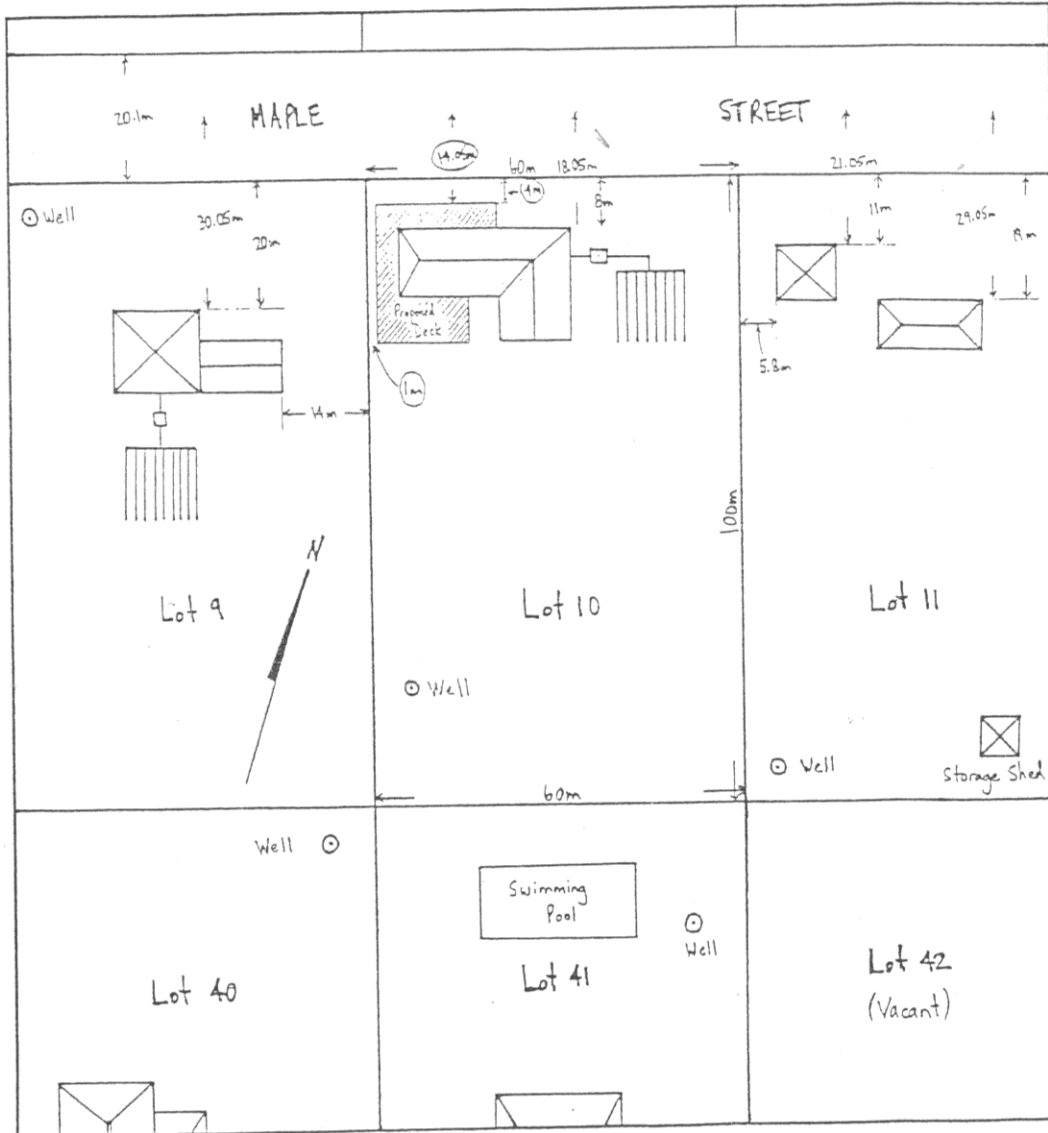 MAPLE STREET
20.1m
14.05m
60m
18.05m
21.05m
Well
30.05m
20m
4m
8m
11m
29.05m
Proposed
Deck
5.8m
14m
1m
100m
N
Lot 9
Lot 10
Lot 11
Well
Well
Storage Shed
60m
Well
Swimming
Pool
Well
Lot 40
Lot 41
Lot 42
(Vacant)